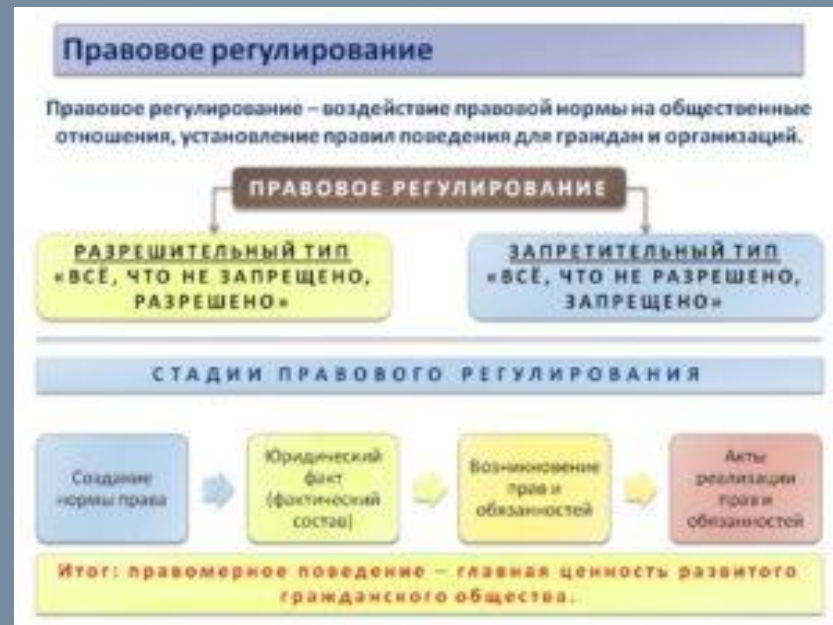 Правовое регулирование
Правовое регулирование – воздействие правовой нормы на общественные
отношения, установление правил поведения для граждан и организаций.
ПРАВОВОЕ РЕГУЛИРОВАНИЕ
РАЗРЕШИТЕЛЬНЫЙ ТИП
«ВСЁ, ЧТО НЕ ЗАПРЕЩЕНО,
РАЗРЕШЕНО»
ЗАПРЕТИТЕЛЬНЫЙ ТИП
«ВСЁ, ЧТО НЕ РАЗРЕШЕНО,
ЗАПРЕЩЕНО»
СТАДИИ ПРАВОВОГО РЕГУЛИРОВАНИЯ
Создание
нормы права
Юридический
факт
(фактический
состав)
Возникновение
прав и
обязанностей
Акты
реализации
прав и
обязанностей
Итог: правомерное поведение – главная ценность развитого
гражданского общества.